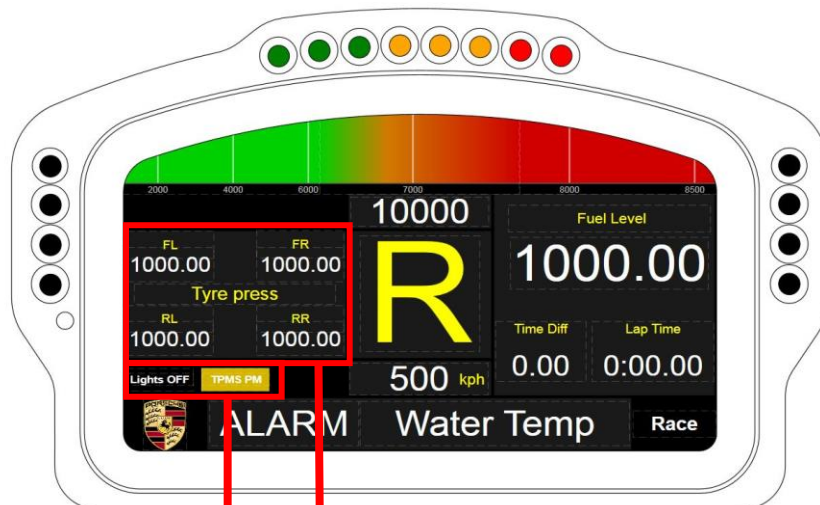 2000 4000 6000 7000 8000 8500
10000
Fuel Level
FL FR
1000.00 1000.00
R
1000.00
Tyre press
RL RR
1000.00 1000.00
Time Diff Lap Time
0.00 0:00.00
Lights OFF TPMS PM
500 kph
PORSCHE
ALARM Water Temp Race